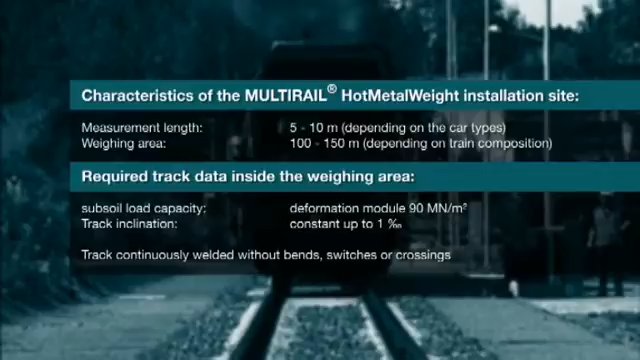 Characteristics of the MULTIRAIL® HotMetalWeight installation site:
Measurement length: 5 - 10 m (depending on the car types)
Weighing area: 100 - 150 m (depending on train composition)
Required track data inside the weighing area:
subsoil load capacity: deformation module 90 MN/m²
Track inclination: constant up to 1 ‰
Track continuously welded without bends, switches or crossings